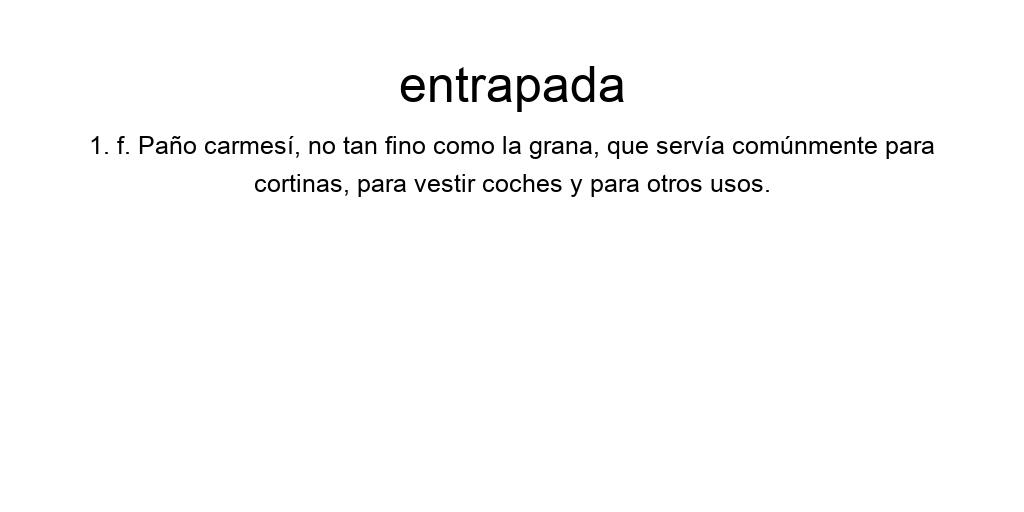 entrapada
1. f. Paño carmesí, no tan fino como la grana, que servía comúnmente para
cortinas, para vestir coches y para otros usos.